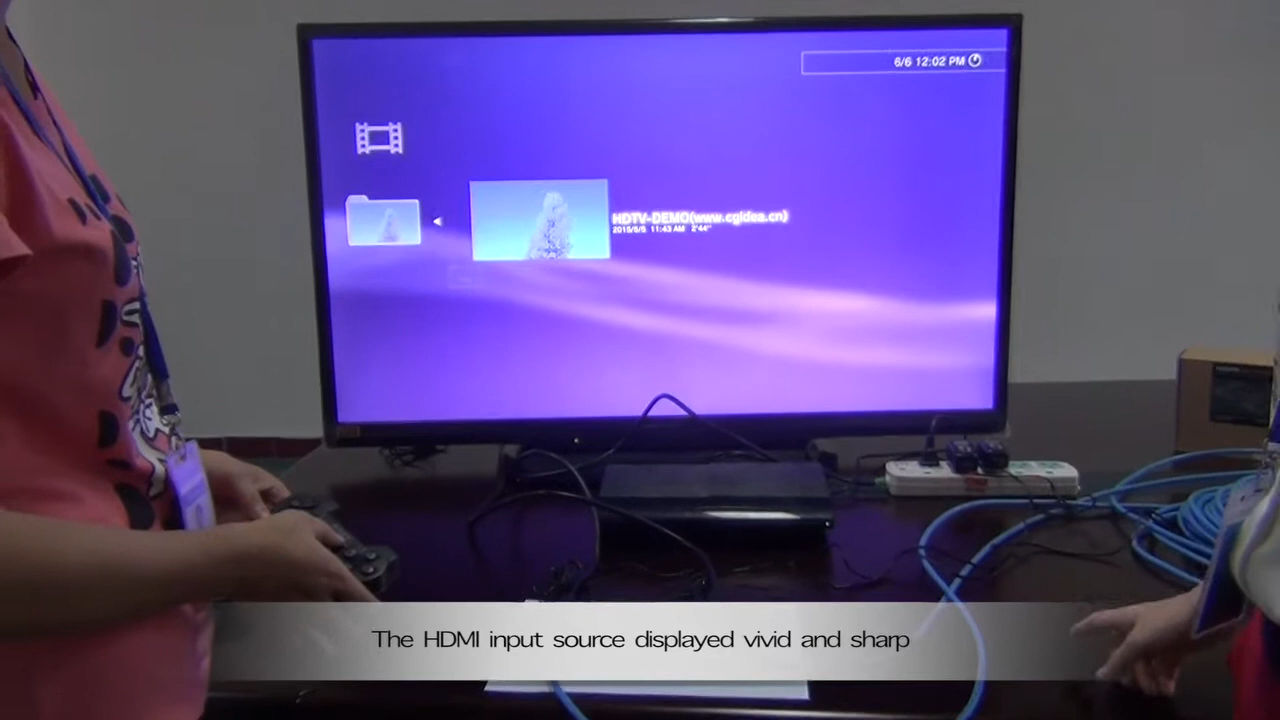 6/6 12:02 PM
HDTV-DEMO(www.cgidea.cn)
2015/5/5 11:43 AM 2'44"
The HDMI input source displayed vivid and sharp